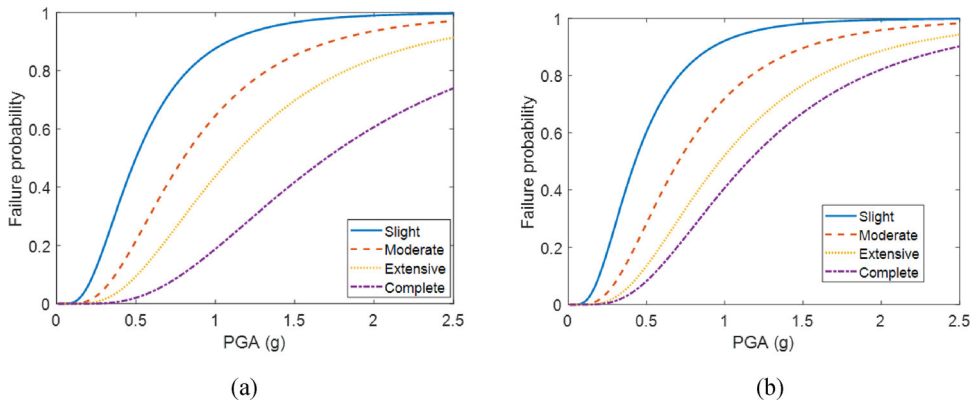 Failure probability
1
0.8
0.6
0.4
0.2
0
0 0.5 1 1.5 2 2.5
PGA (g)
Slight
Moderate
Extensive
Complete
(a)
Failure probability
1
0.8
0.6
0.4
0.2
0
0 0.5 1 1.5 2 2.5
PGA (g)
Slight
Moderate
Extensive
Complete
(b)